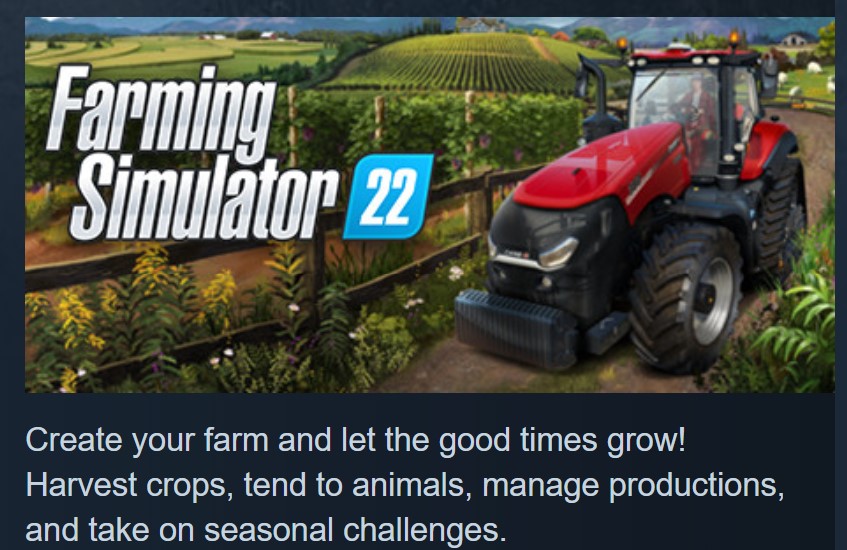 Farming
Simulator 22
Create your farm and let the good times grow!
Harvest crops, tend to animals, manage productions,
and take on seasonal challenges.